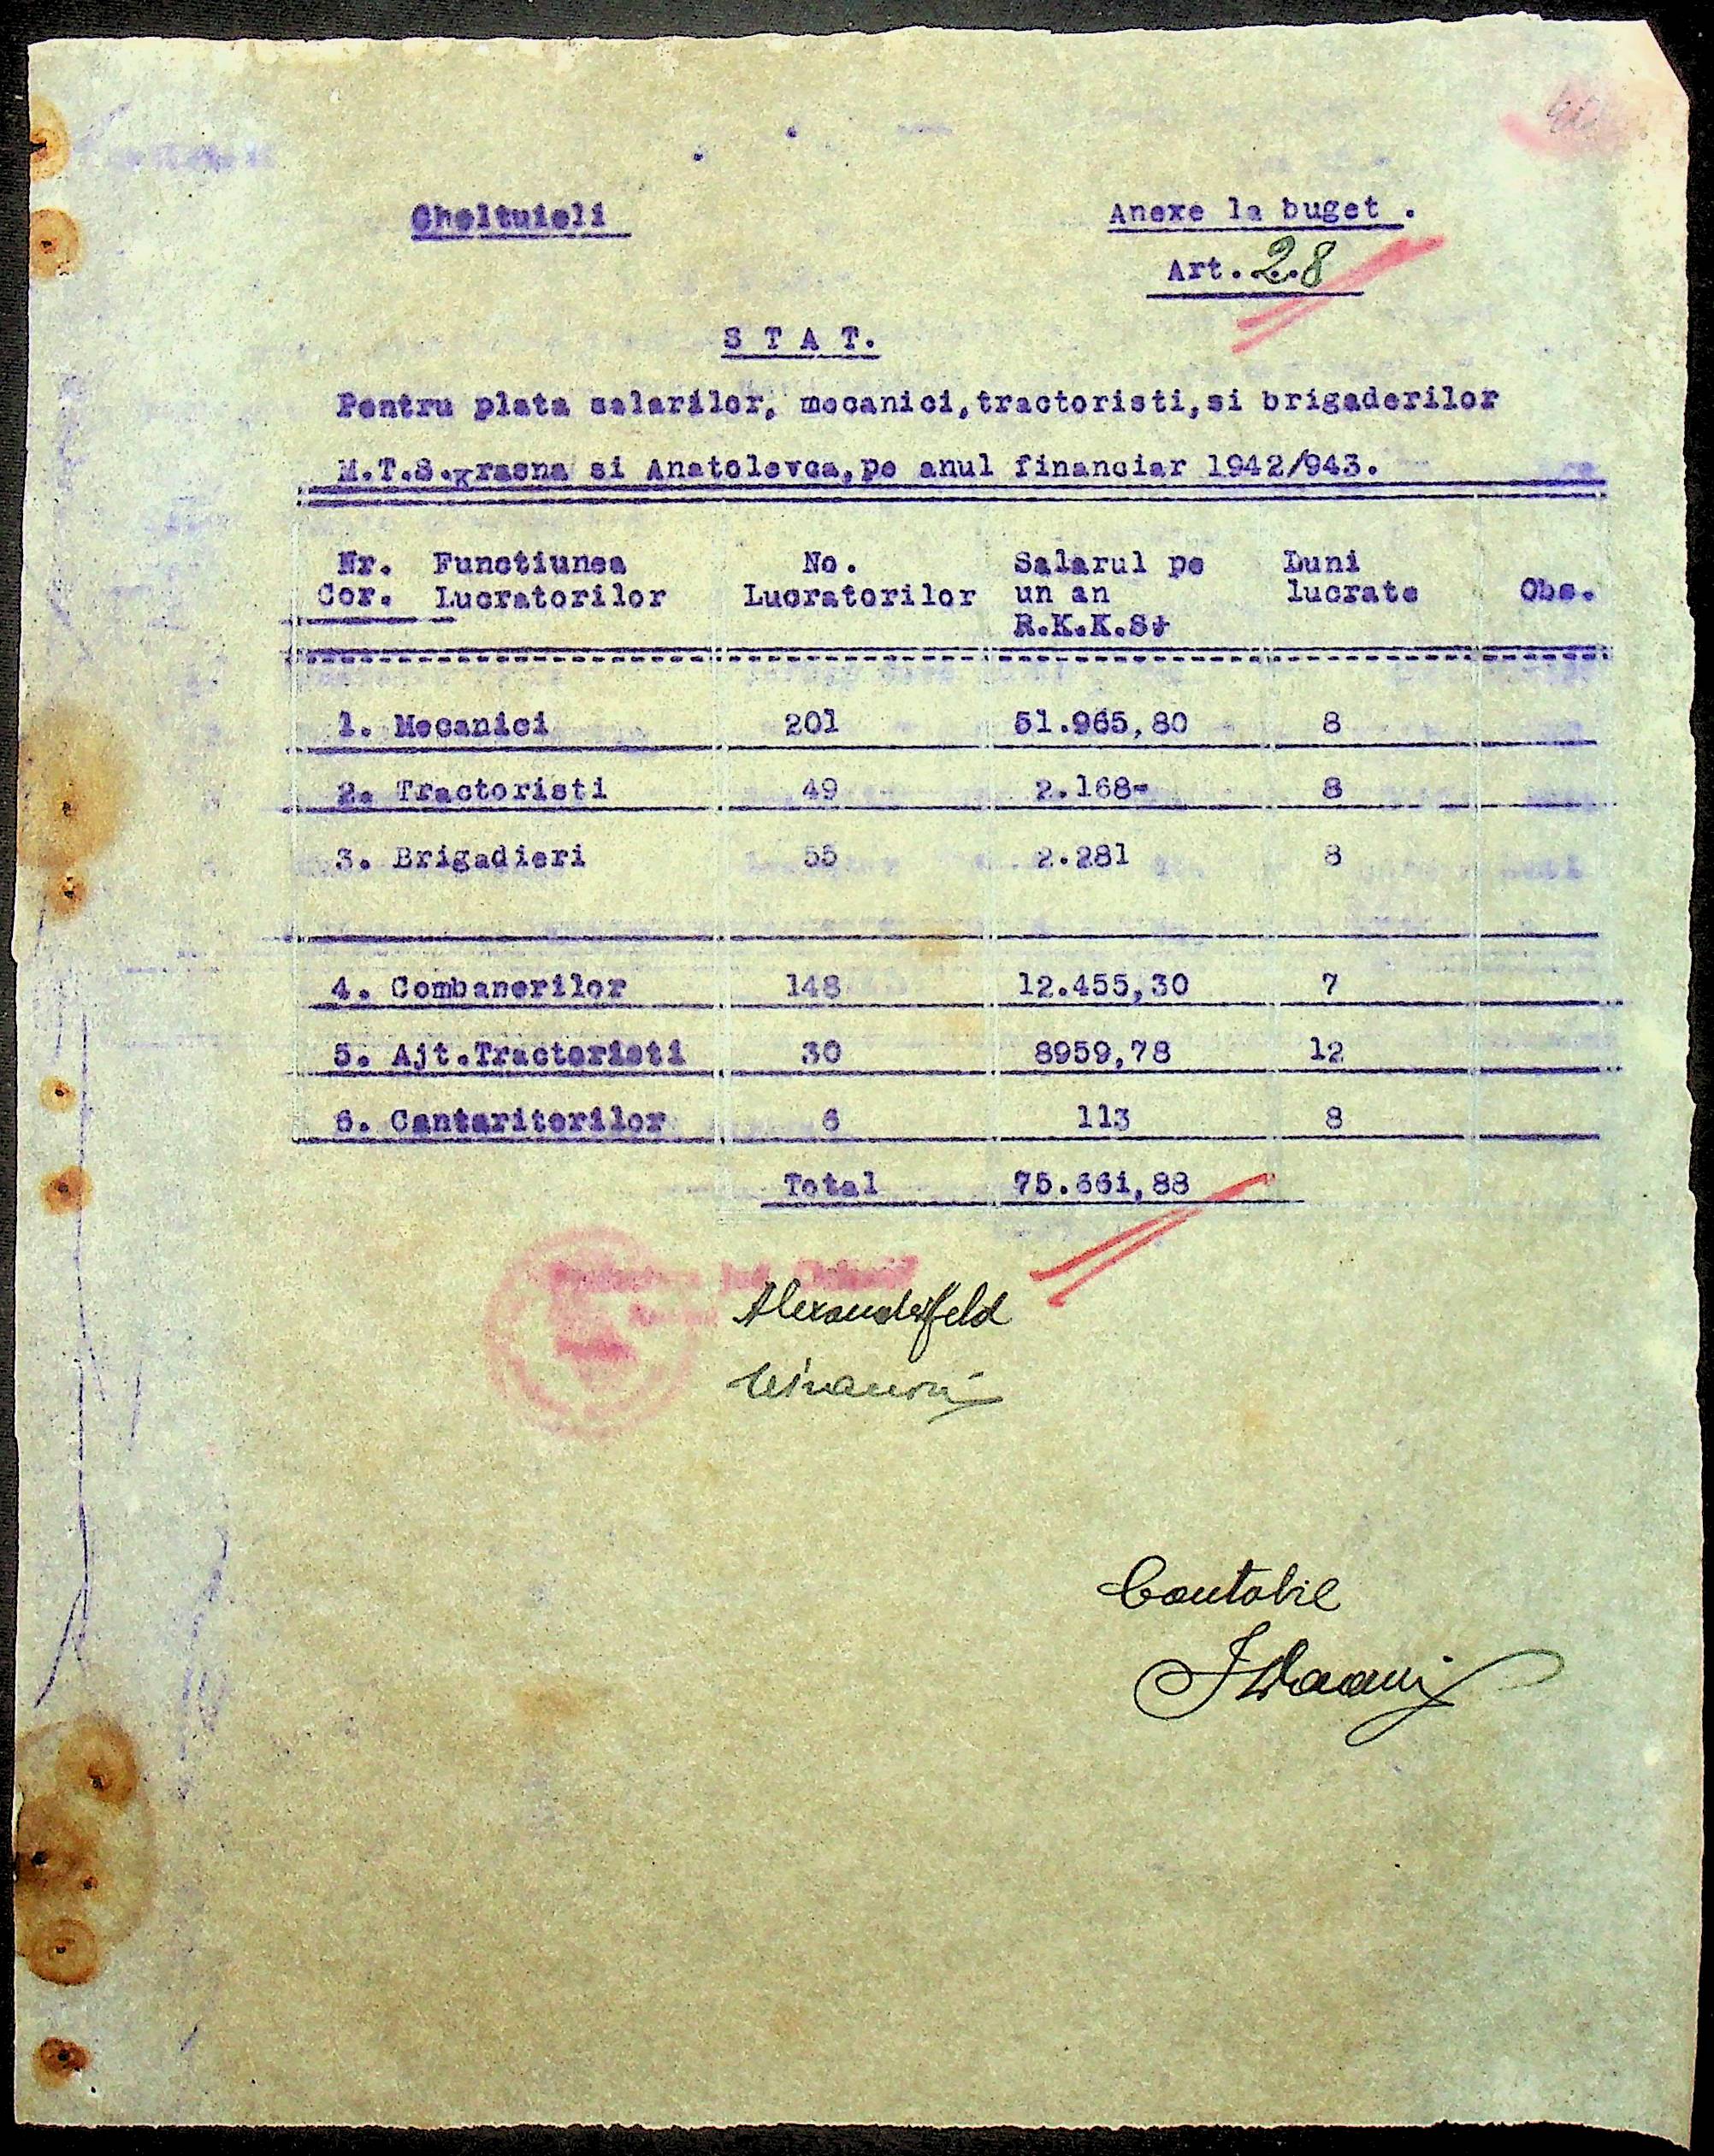 Cheltuieli
Anexe la buget .
Art. 28
S T A T.
Pentru plata salarilor, mecanici,tractoristi,si brigaderilor
M.T.S.Krasna si Anatolevca,pe anul financiar 1942/943.
Nr. Functiunea No. Salarul pe Luni
Cor. Lucratorilor Lucratorilor un an lucrate Obs.
R.K.K.S+
1. Mecanici 201 51.965,80 8
2. Tractoristi 49 2.168- 8
3. Brigadieri 55 2.281 8
4. Combanerilor 148 12.455,30 7
5. Ajt.Tractoristi 30 8959,78 12
6. Cantaritorilor 6 113 8
Total 75.661,88
Alexanderfeld
Contabil